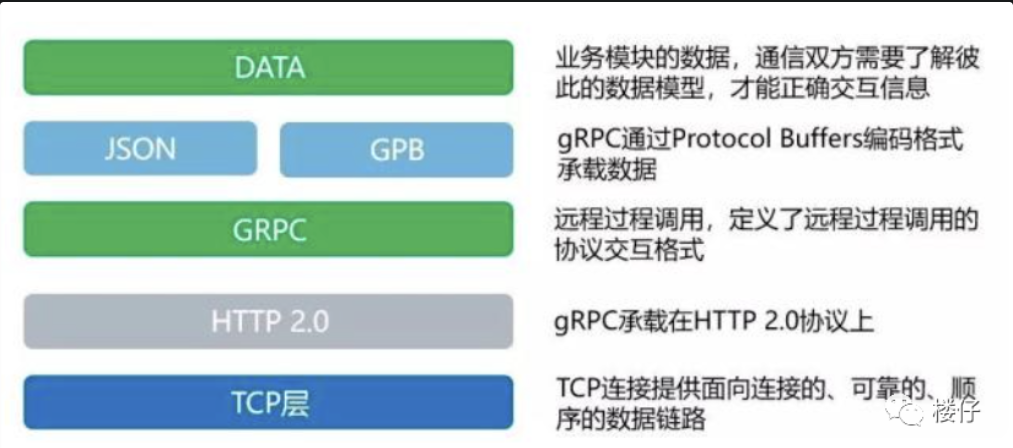 DATA
业务模块的数据，通信双方需要了解彼
此的数据模型，才能正确交互信息
JSON
GPB
gRPC通过Protocol Buffers编码格式
承载数据
GRPC
远程过程调用，定义了远程过程调用的
协议交互格式
HTTP 2.0
gRPC承载在HTTP 2.0协议上
TCP层
TCP连接提供面向连接的、可靠的、顺
序的数据链路
楼仔